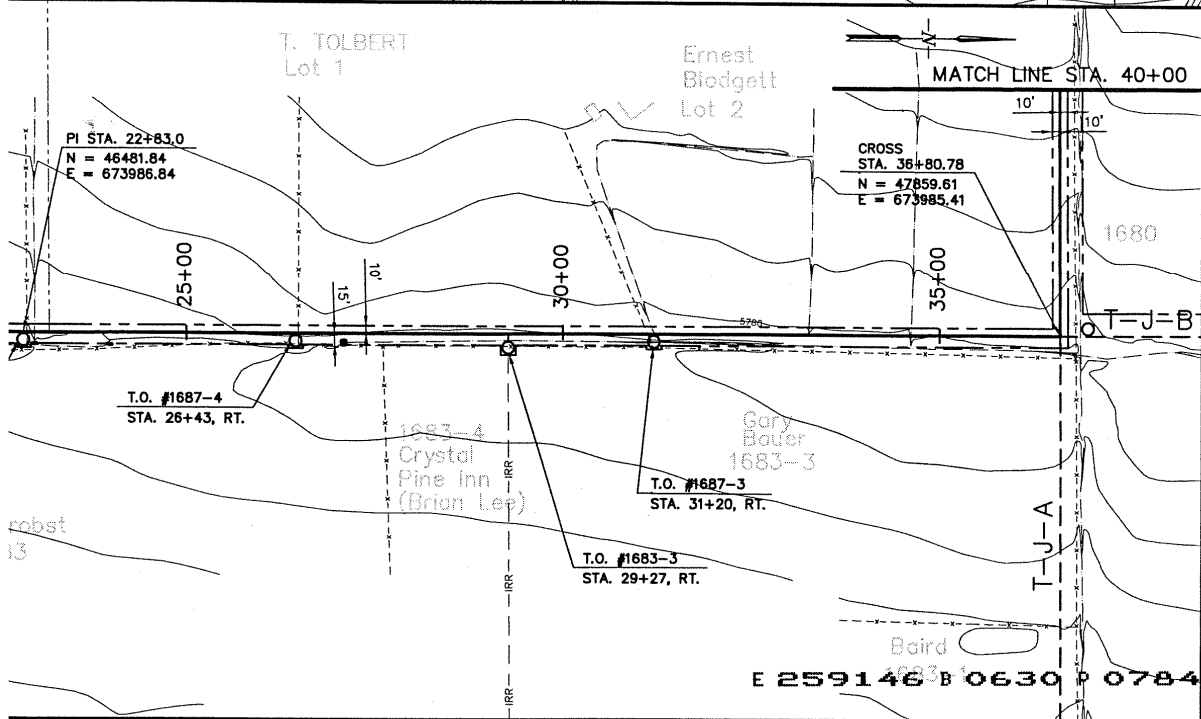 T. TOLBERT
Lot 1
Ernest
Blodgett
Lot 2
MATCH LINE STA. 40+00
10'
10'
PI STA. 22+83.0
N = 46481.84
E = 673986.84
CROSS
STA. 36+80.78
N = 47859.61
E = 673985.41
1680
25+00
15'
10'
30+00
35+00
5780
T-J-B
T.O. #1687-4
STA. 26+43, RT.
1683-4
Crystal
Pine Inn
(Brian Lee)
IRR
Gary
Bauer
1683-3
T.O. #1687-3
STA. 31+20, RT.
T.O. #1683-3
STA. 29+27, RT.
IRR
T-J-A
robst
33
Baird
1683-1
E 259146 B 0630 P 0784
IRR